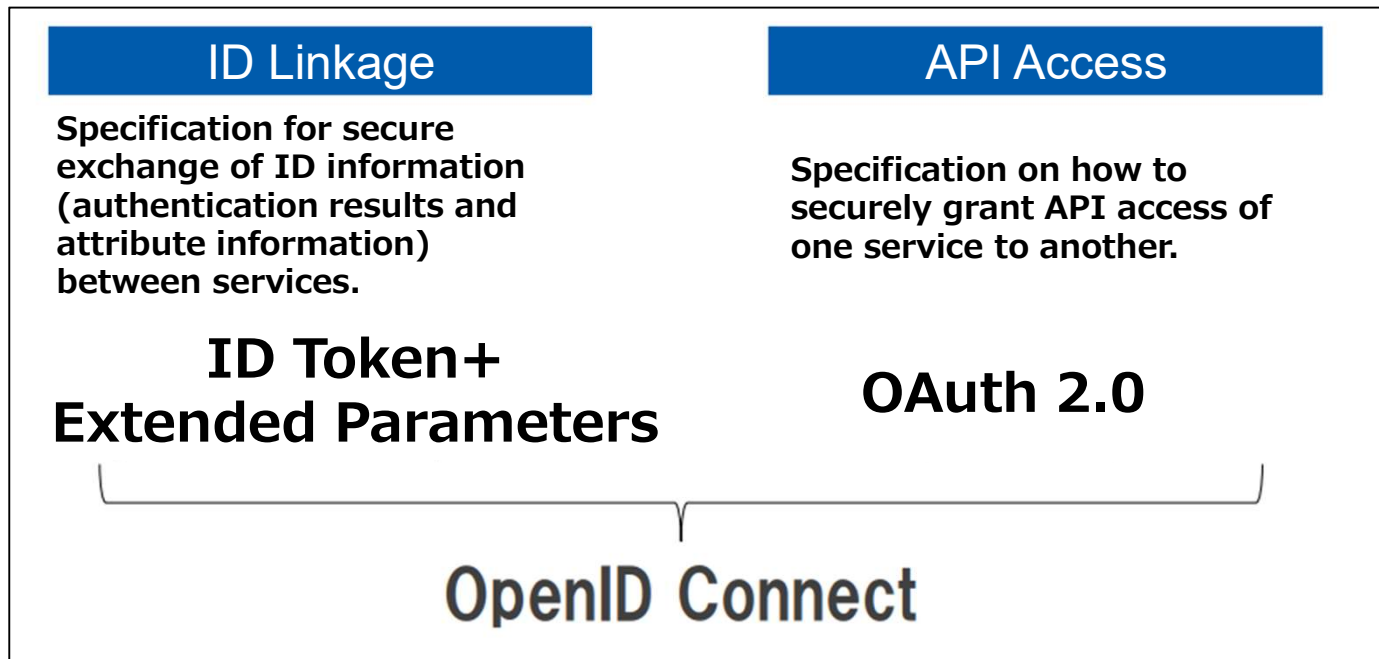 ID Linkage
Specification for secure
exchange of ID information
(authentication results and
attribute information)
between services.
ID Token+
Extended Parameters
API Access
Specification on how to
securely grant API access of
one service to another.
OAuth 2.0
OpenID Connect